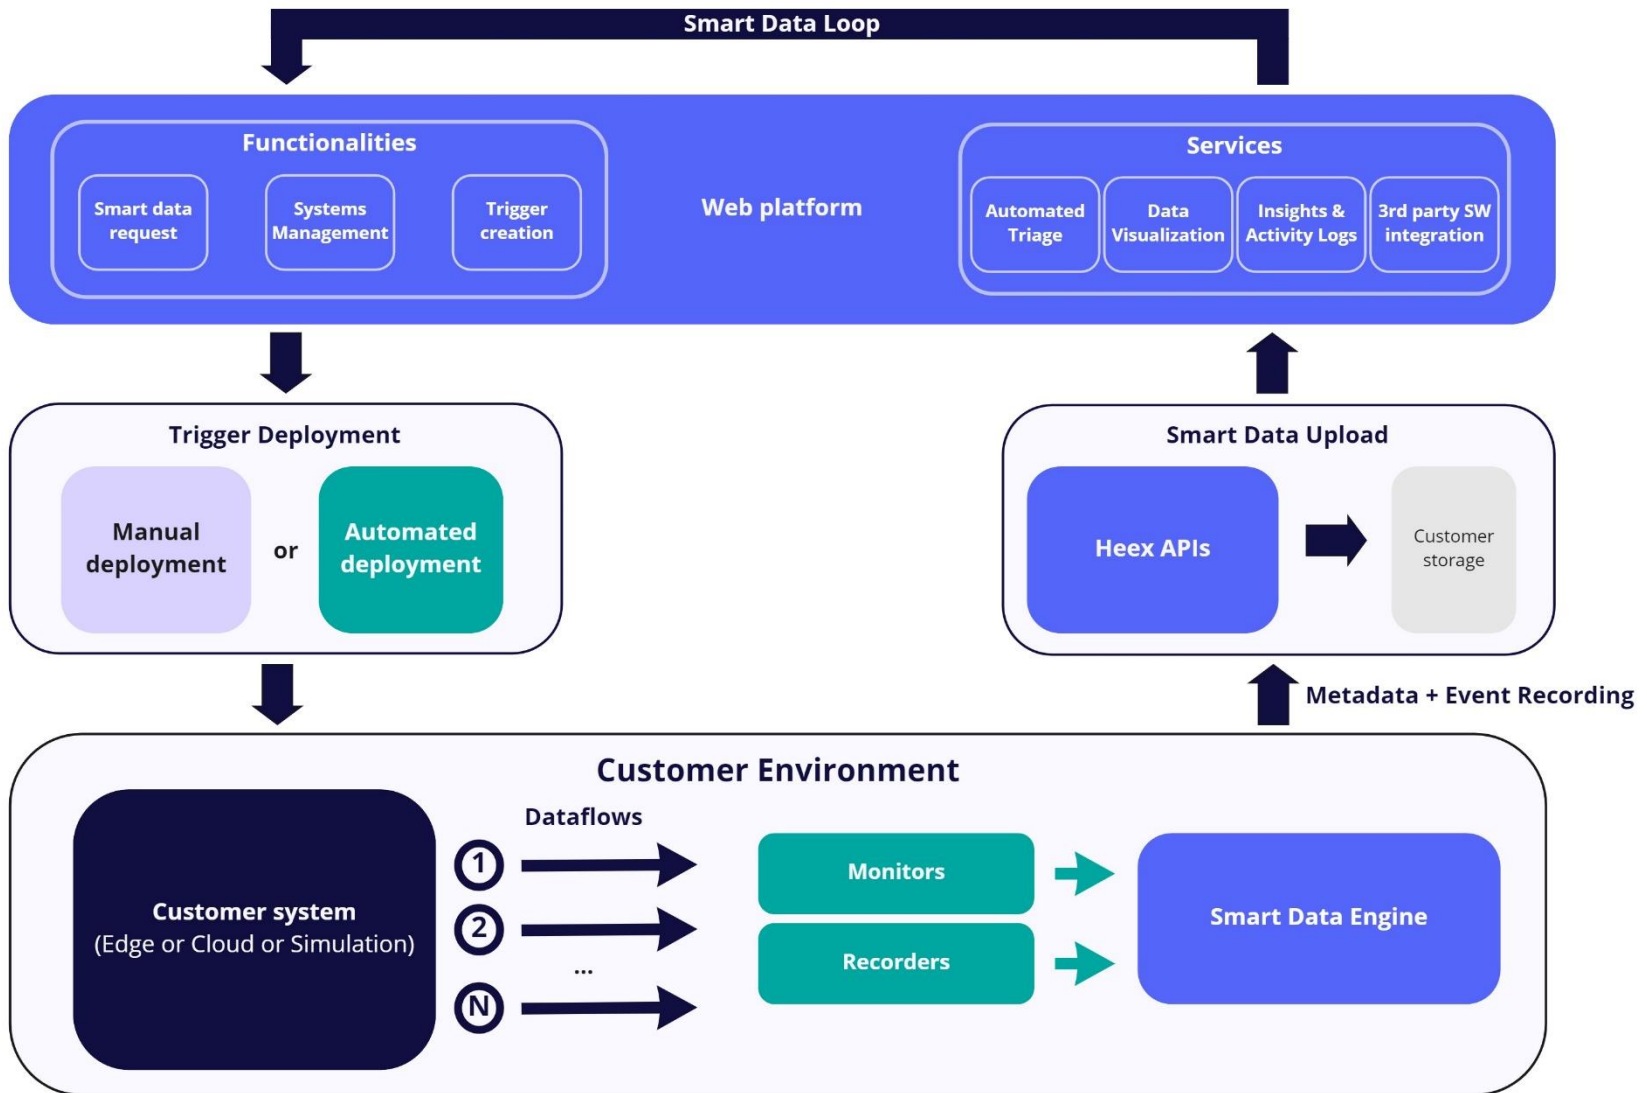 Smart Data Loop
Functionalities
Smart data
request
Systems
Management
Trigger
creation
Web platform
Services
Automated
Triage
Data
Visualization
Insights &
Activity Logs
3rd party SW
integration
Trigger Deployment
Manual
deployment
or
Automated
deployment
Smart Data Upload
Heex APIs
Customer
storage
Metadata + Event Recording
Customer Environment
Customer system
(Edge or Cloud or Simulation)
Dataflows
1
2
...
N
Monitors
Recorders
Smart Data Engine